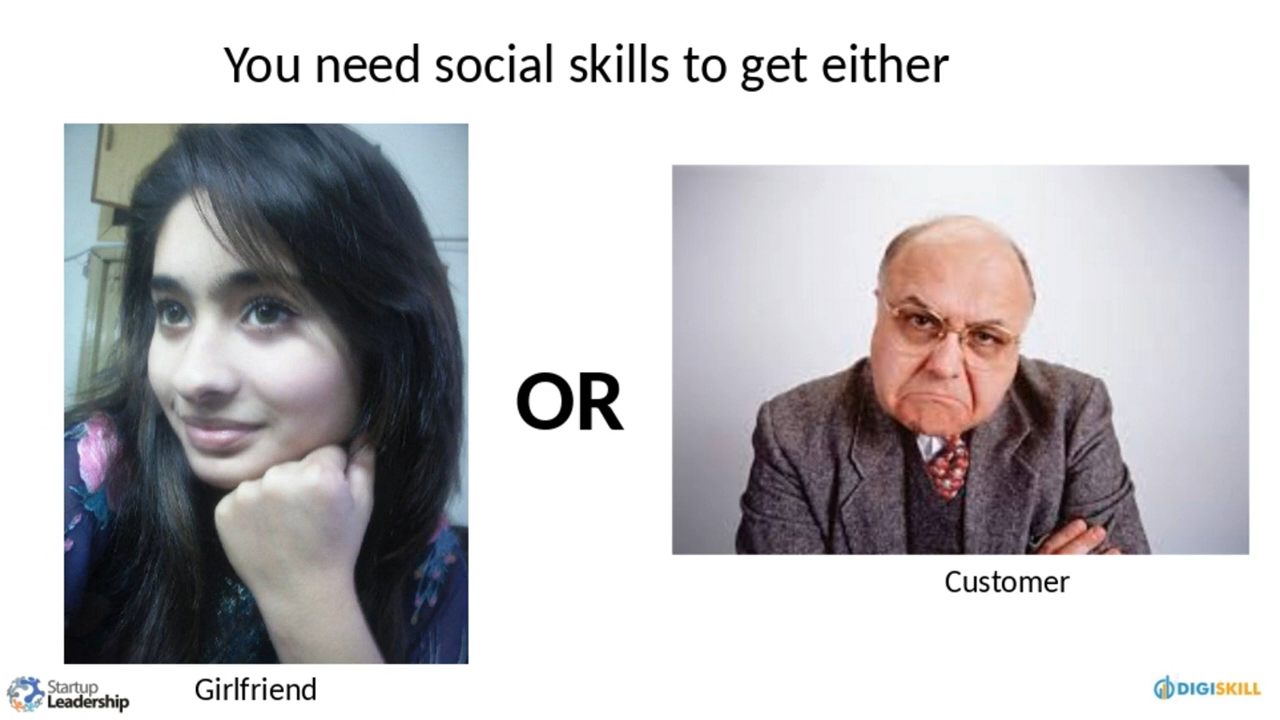 You need social skills to get either
OR
Customer
Girlfriend
Startup
Leadership
DIGISKILL